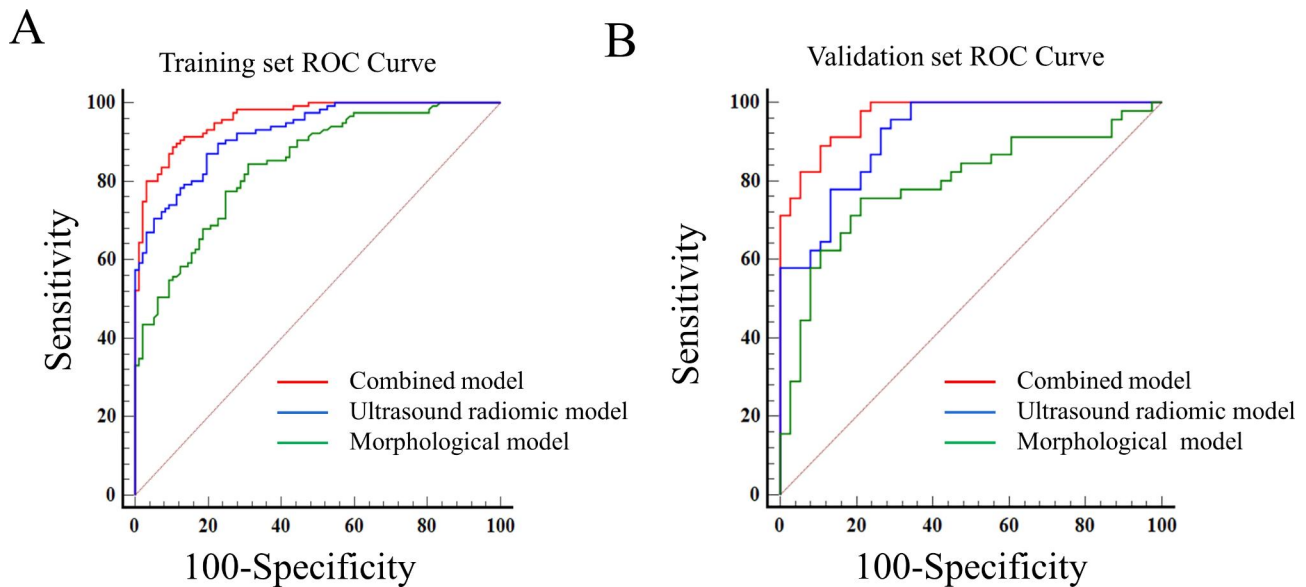 A
Training set ROC Curve
100
80
60
40
20
0
Sensitivity
Combined model
Ultrasound radiomic model
Morphological model
0 20 40 60 80 100
100-Specificity
B
Validation set ROC Curve
100
80
60
40
20
0
Sensitivity
Combined model
Ultrasound radiomic model
Morphological model
0 20 40 60 80 100
100-Specificity